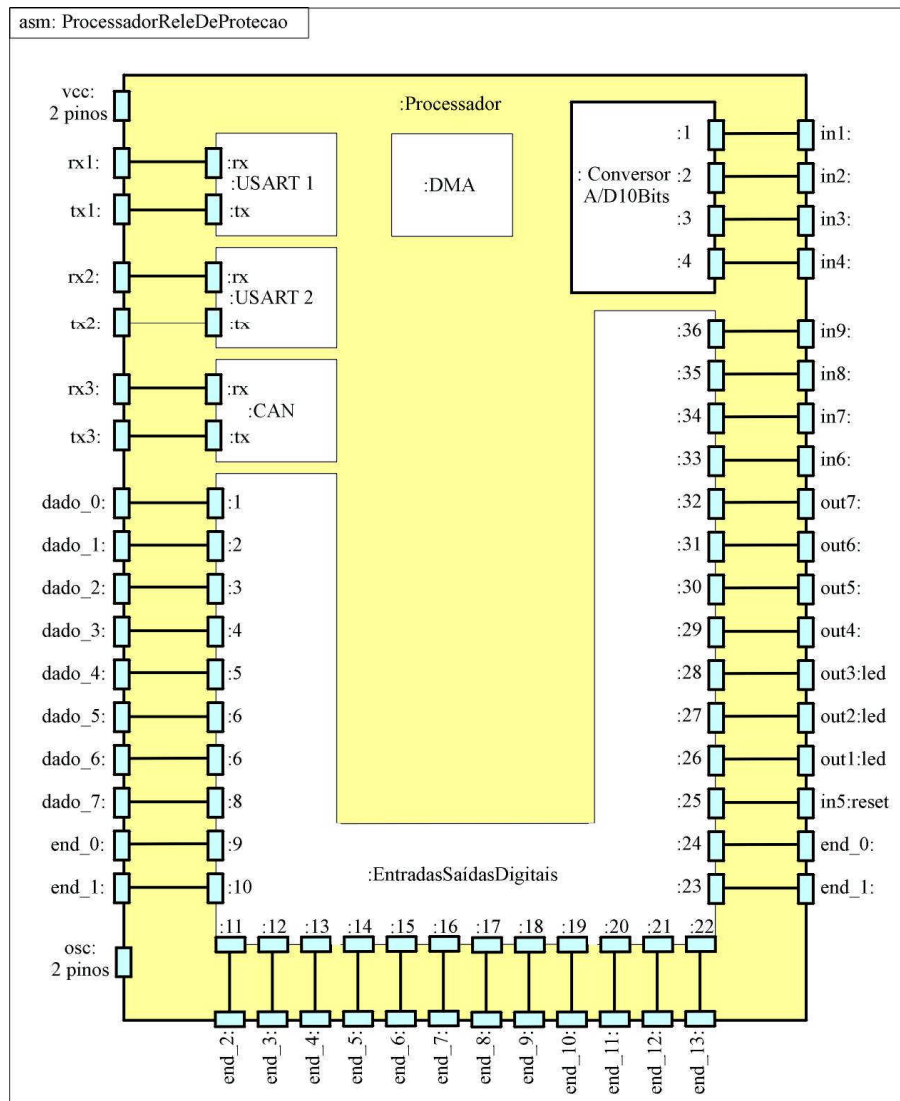 asm: ProcessadorReleDeProtecao
vcc:
2 pinos
:Processador
rx1:
:rx
:USART 1
tx1:
:tx
:DMA
:1
in1:
: Conversor
A/D10Bits
:2
in2:
:3
in3:
:4
in4:
rx2:
:rx
:USART 2
tx2:
:tx
rx3:
:rx
:CAN
tx3:
:tx
:36
in9:
:35
in8:
:34
in7:
:33
in6:
dado_0:
:1
:32
out7:
dado_1:
:2
:31
out6:
dado_2:
:3
:30
out5:
dado_3:
:4
:29
out4:
dado_4:
:5
:28
out3:led
dado_5:
:6
:27
out2:led
dado_6:
:6
:26
out1:led
dado_7:
:8
:25
in5:reset
end_0:
:9
:24
end_0:
end_1:
:10
:EntradasSaídasDigitais
:23
end_1:
osc:
2 pinos
:11
:12
:13
:14
:15
:16
:17
:18
:19
:20
:21
:22
end_2:
end_3:
end_4:
end_5:
end_6:
end_7:
end_8:
end_9:
end_10:
end_11:
end_12:
end_13: